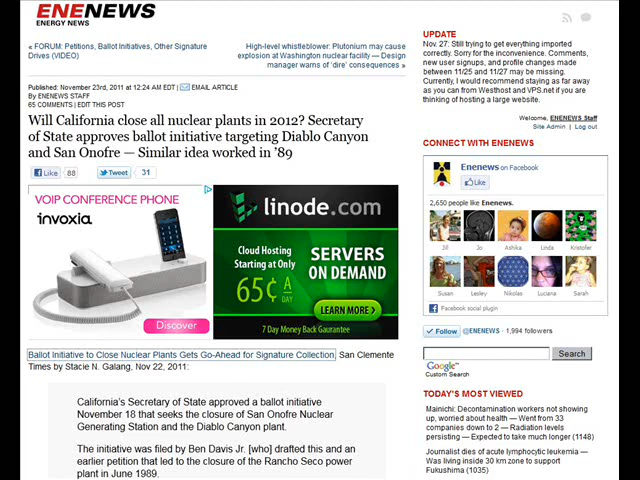 ENENEWS
ENERGY NEWS
« FORUM: Petitions, Ballot Initiatives, Other Signature
Drives (VIDEO)
High-level whistleblower: Plutonium may cause
explosion at Washington nuclear facility — Design
manager warns of 'dire' consequences »
Published: November 23rd, 2011 at 12:24 AM EDT | EMAIL ARTICLE
By ENENEWS STAFF
65 COMMENTS | EDIT THIS POST
Will California close all nuclear plants in 2012? Secretary
of State approves ballot initiative targeting Diablo Canyon
and San Onofre — Similar idea worked in '89
Like 88 Tweet 31
VOIP CONFERENCE PHONE
invoxia
Discover
linode.com
Cloud Hosting
Starting at Only
65¢ A DAY
SERVERS
ON DEMAND
LEARN MORE
7 Day Money Back Gaurantee
Ballot Initiative to Close Nuclear Plants Gets Go-Ahead for Signature Collection, San Clemente
Times by Stacie N. Galang, Nov 22, 2011:
California's Secretary of State approved a ballot initiative
November 18 that seeks the closure of San Onofre Nuclear
Generating Station and the Diablo Canyon plant.
The initiative was filed by Ben Davis Jr. [who] drafted this and an
earlier petition that led to the closure of the Rancho Seco power
plant in June 1989.
UPDATE
Nov. 27: Still trying to get everything imported
correctly. Sorry for the inconvenience. Comments,
new user signups, and profile changes made
between 11/25 and 11/27 may be missing.
Currently, I would recommend staying as far away
as you can from Westhost and VPS.net if you are
thinking of hosting a large website.
Welcome, ENENEWS Staff
Site Admin | Log out
CONNECT WITH ENENEWS
Enenews on Facebook
Like
2,650 people like Enenews.
Jill Jo Ashika Linda Kristofer
Susan Lesley Nikolas Luciana Sarah
Facebook social plugin
Follow @ENENEWS 1,994 followers
Search
Google™
Custom Search
TODAY'S MOST VIEWED
Mainichi: Decontamination workers not showing
up, worried about health — Went from 33
companies down to 2 — Radiation levels
persisting — Expected to take much longer (1148)
Journalist dies of acute lymphocytic leukemia —
Was living inside 30 km zone to support
Fukushima (1035)